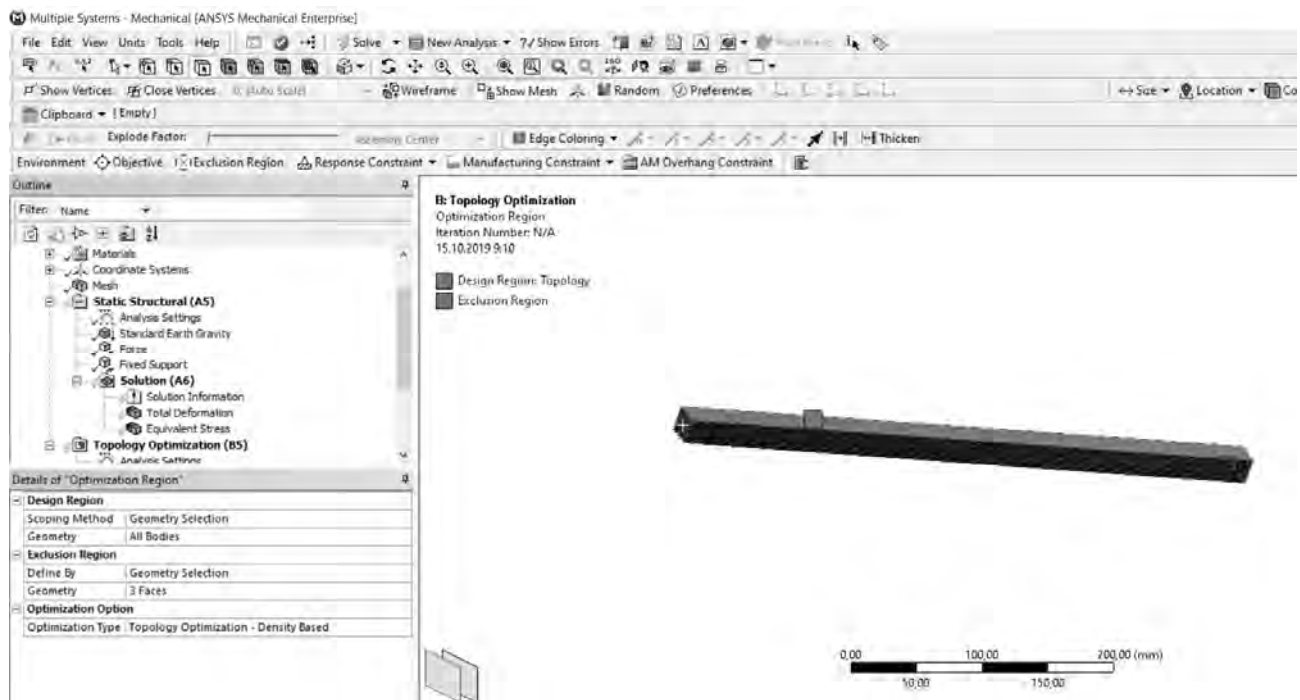 Multiple Systems - Mechanical [ANSYS Mechanical Enterprise]
File Edit View Units Tools Help Solve New Analysis ?/ Show Errors
Show Vertices Close Vertices Wireframe Show Mesh Random Preferences Size Location Co
Clipboard [Empty]
Explode Factor: Assembly Center Edge Coloring Thicken
Environment Objective Exclusion Region Response Constraint Manufacturing Constraint AM Overhang Constraint
Outline
Filter: Name
Materials
Coordinate Systems
Mesh
Static Structural (A5)
Analysis Settings
Standard Earth Gravity
Force
Fixed Support
Solution (A6)
Solution Information
Total Deformation
Equivalent Stress
Topology Optimization (B5)
Analysis Settings
Details of "Optimization Region"
Design Region
Scoping Method Geometry Selection
Geometry All Bodies
Exclusion Region
Define By Geometry Selection
Geometry 3 Faces
Optimization Option
Optimization Type Topology Optimization - Density Based
B: Topology Optimization
Optimization Region
Iteration Number: N/A
15.10.2019 9:10
Design Region: Topology
Exclusion Region
0,00 100,00 200,00 (mm)
50,00 150,00